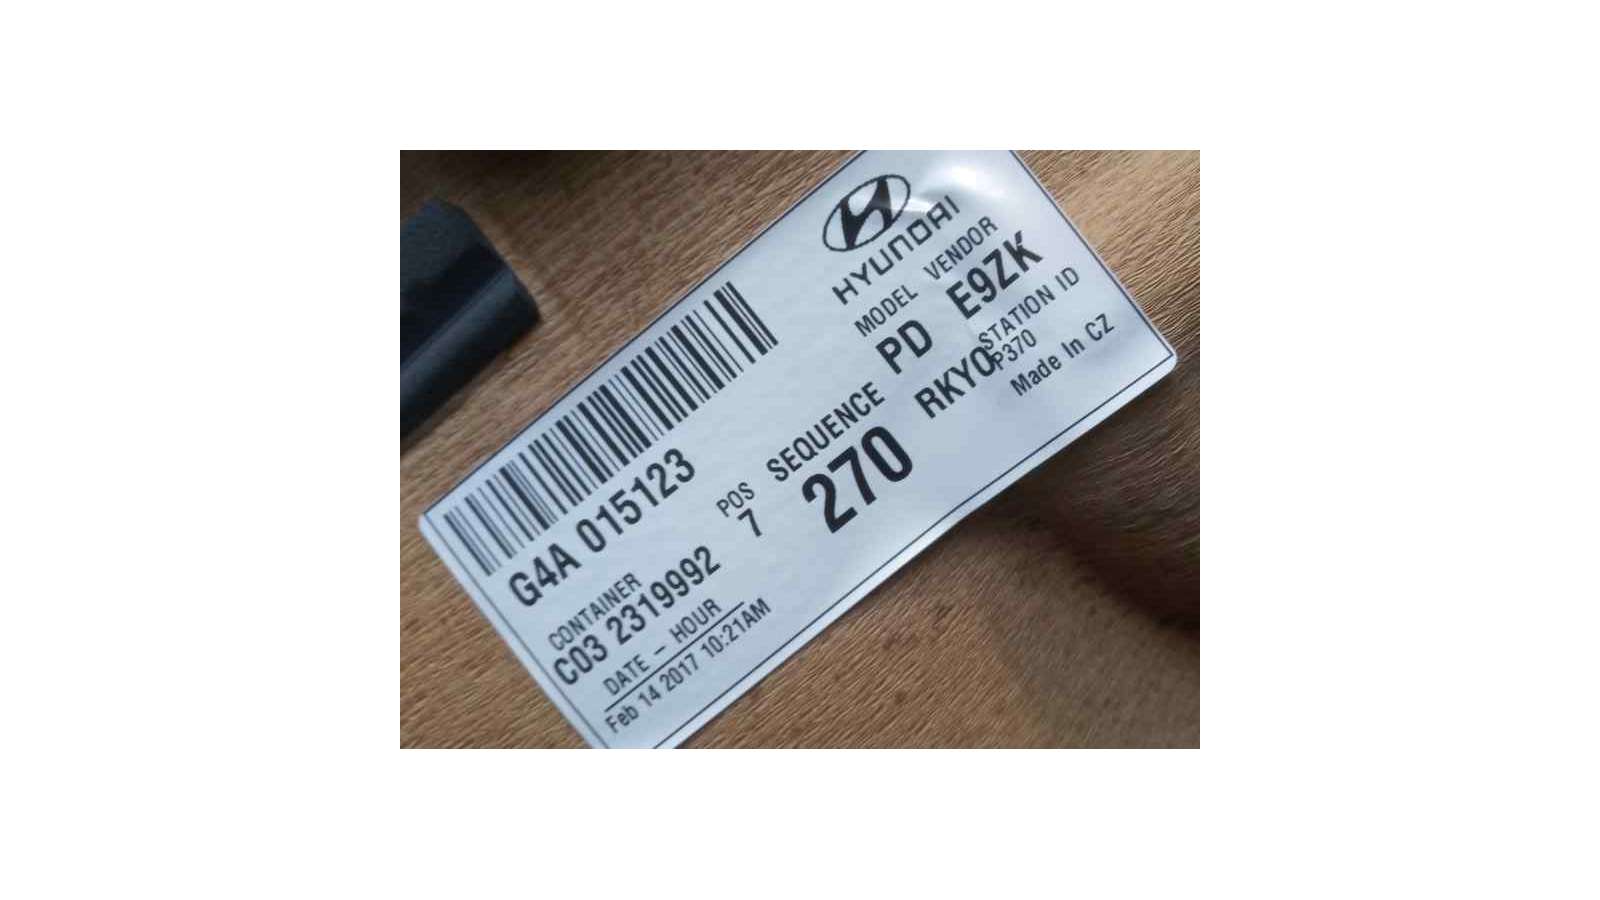 HYUNDAI
MODEL VENDOR
PD E9ZK
G4A 015123
POS SEQUENCE
7 270
RKYO
STATION ID
P370
Made In CZ
CONTAINER
C03 2319992
DATE - HOUR
Feb 14 2017 10:21AM